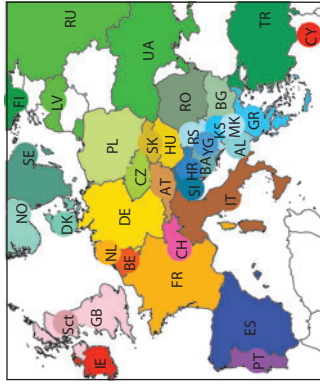 FI
RU
NO
SE
LV
DK
Sct
IE
GB
NL
BE
DE
PL
UA
CZ
SK
CH
AT
HU
RO
FR
SI
HR
BA
RS
YG
KS
BG
MK
AL
GR
IT
TR
CY
ES
PT